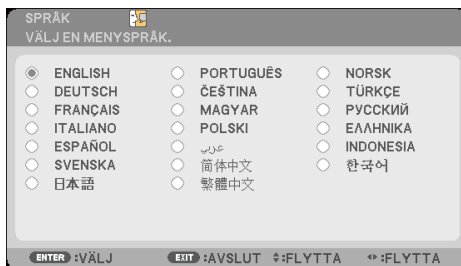 SPRÅK
VÄLJ EN MENYSPRÅK.
ENGLISH PORTUGUÊS NORSK
DEUTSCH ČEŠTINA TÜRKÇE
FRANÇAIS MAGYAR РУССКИЙ
ITALIANO POLSKI ΕΛΛΗΝΙΚΑ
ESPAÑOL عربي INDONESIA
SVENSKA 简体中文 한국어
日本語 繁體中文
ENTER :VÄLJ EXIT :AVSLUT :FLYTTA :FLYTTA